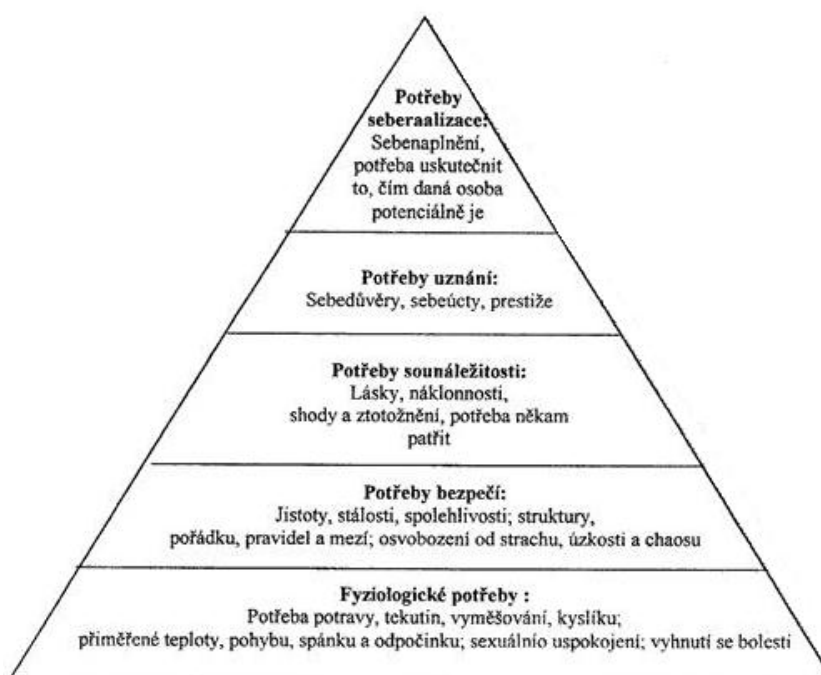 Potřeby
seberaalizace:
Sebenaplnění,
potřeba uskutečnit
to, čím daná osoba
potenciálně je
Potřeby uznání:
Sebedůvěry, sebeúcty, prestiže
Potřeby sounáležitosti:
Lásky, náklonnosti,
shody a ztotožnění, potřeba někam
patřit
Potřeby bezpečí:
Jistoty, stálosti, spolehlivosti; struktury,
pořádku, pravidel a mezí; osvobození od strachu, úzkosti a chaosu
Fyziologické potřeby :
Potřeba potravy, tekutin, vyměšování, kyslíku;
přiměřené teploty, pohybu, spánku a odpočinku; sexuálnío uspokojení; vyhnutí se bolesti